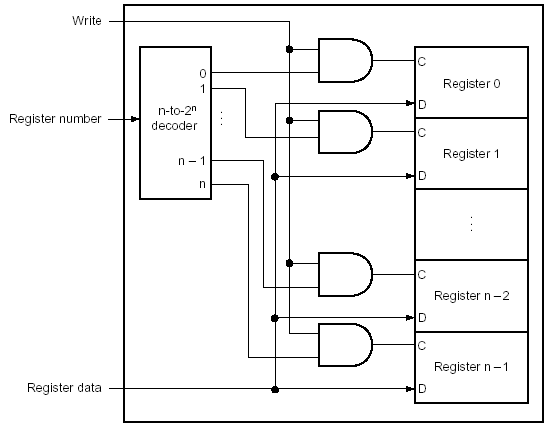 Write
C
0
Register 0
1
n-to-2ⁿ
decoder
⋮
D
Register number
C
Register 1
n – 1
D
n
⋮
C
Register n – 2
D
C
Register n – 1
Register data
D